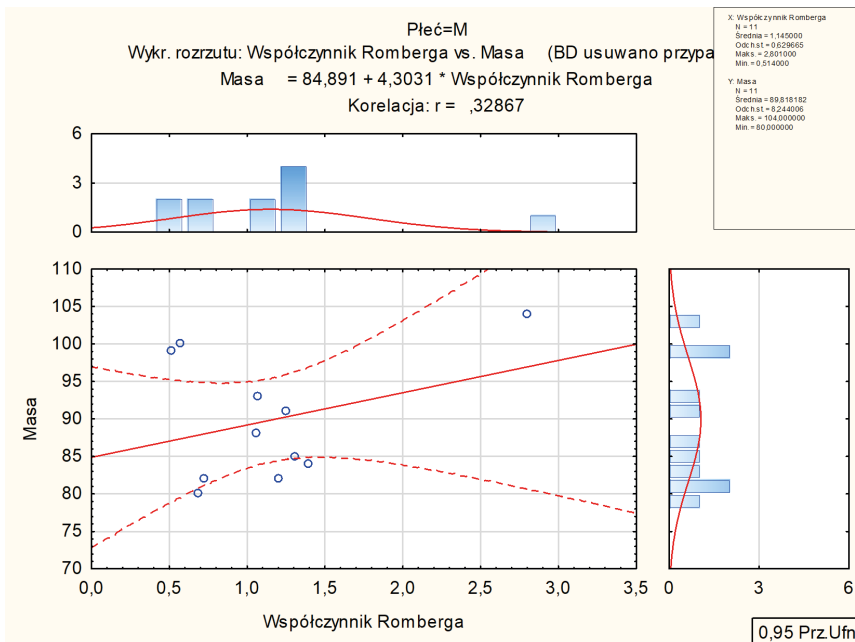 Płeć=M
Wykr. rozrzutu: Współczynnik Romberga vs. Masa (BD usuwano przypa
Masa = 84,891 + 4,3031 * Współczynnik Romberga
Korelacja: r = ,32867
X: Współczynnik Romberga
N = 11
Średnia = 1,145000
Odch.st. = 0,629665
Maks. = 2,801000
Min. = 0,514000
Y: Masa
N = 11
Średnia = 89,818182
Odch.st. = 8,244006
Maks. = 104,000000
Min. = 80,000000
6
3
0
110
105
100
95
90
85
80
75
70
Masa
0,0 0,5 1,0 1,5 2,0 2,5 3,0 3,5
0 3 6
Współczynnik Romberga
0,95 Prz.Ufn